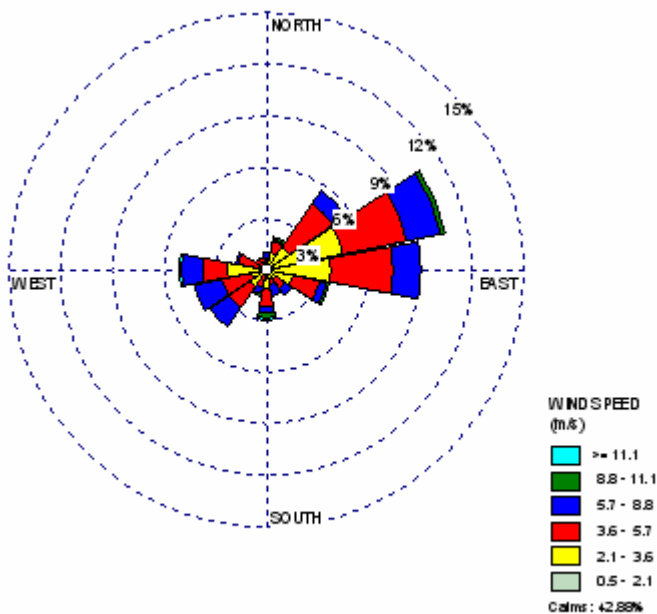 NORTH
15%
12%
9%
6%
3%
WEST
EAST
SOUTH
WIND SPEED
(m/s)
>= 11.1
8.8 - 11.1
5.7 - 8.8
3.6 - 5.7
2.1 - 3.6
0.5 - 2.1
Calms: 42.88%